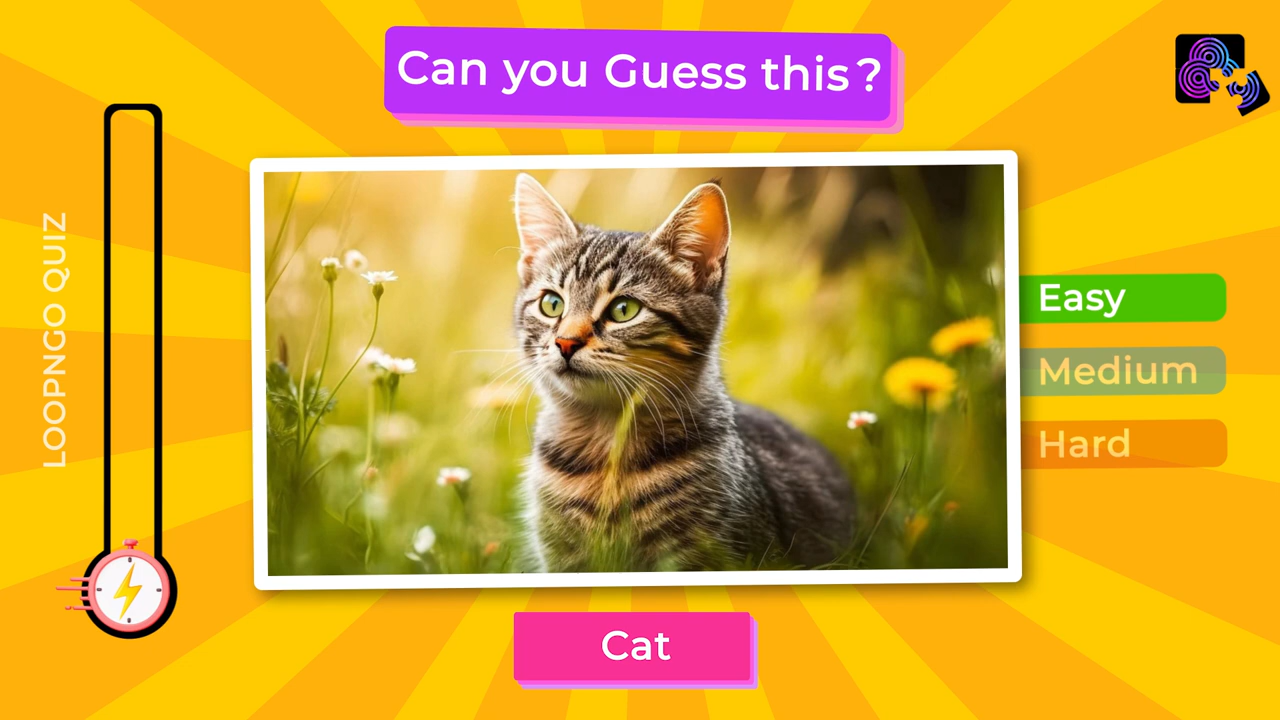 Can you Guess this?
LOOPNGO QUIZ
Easy
Medium
Hard
Cat